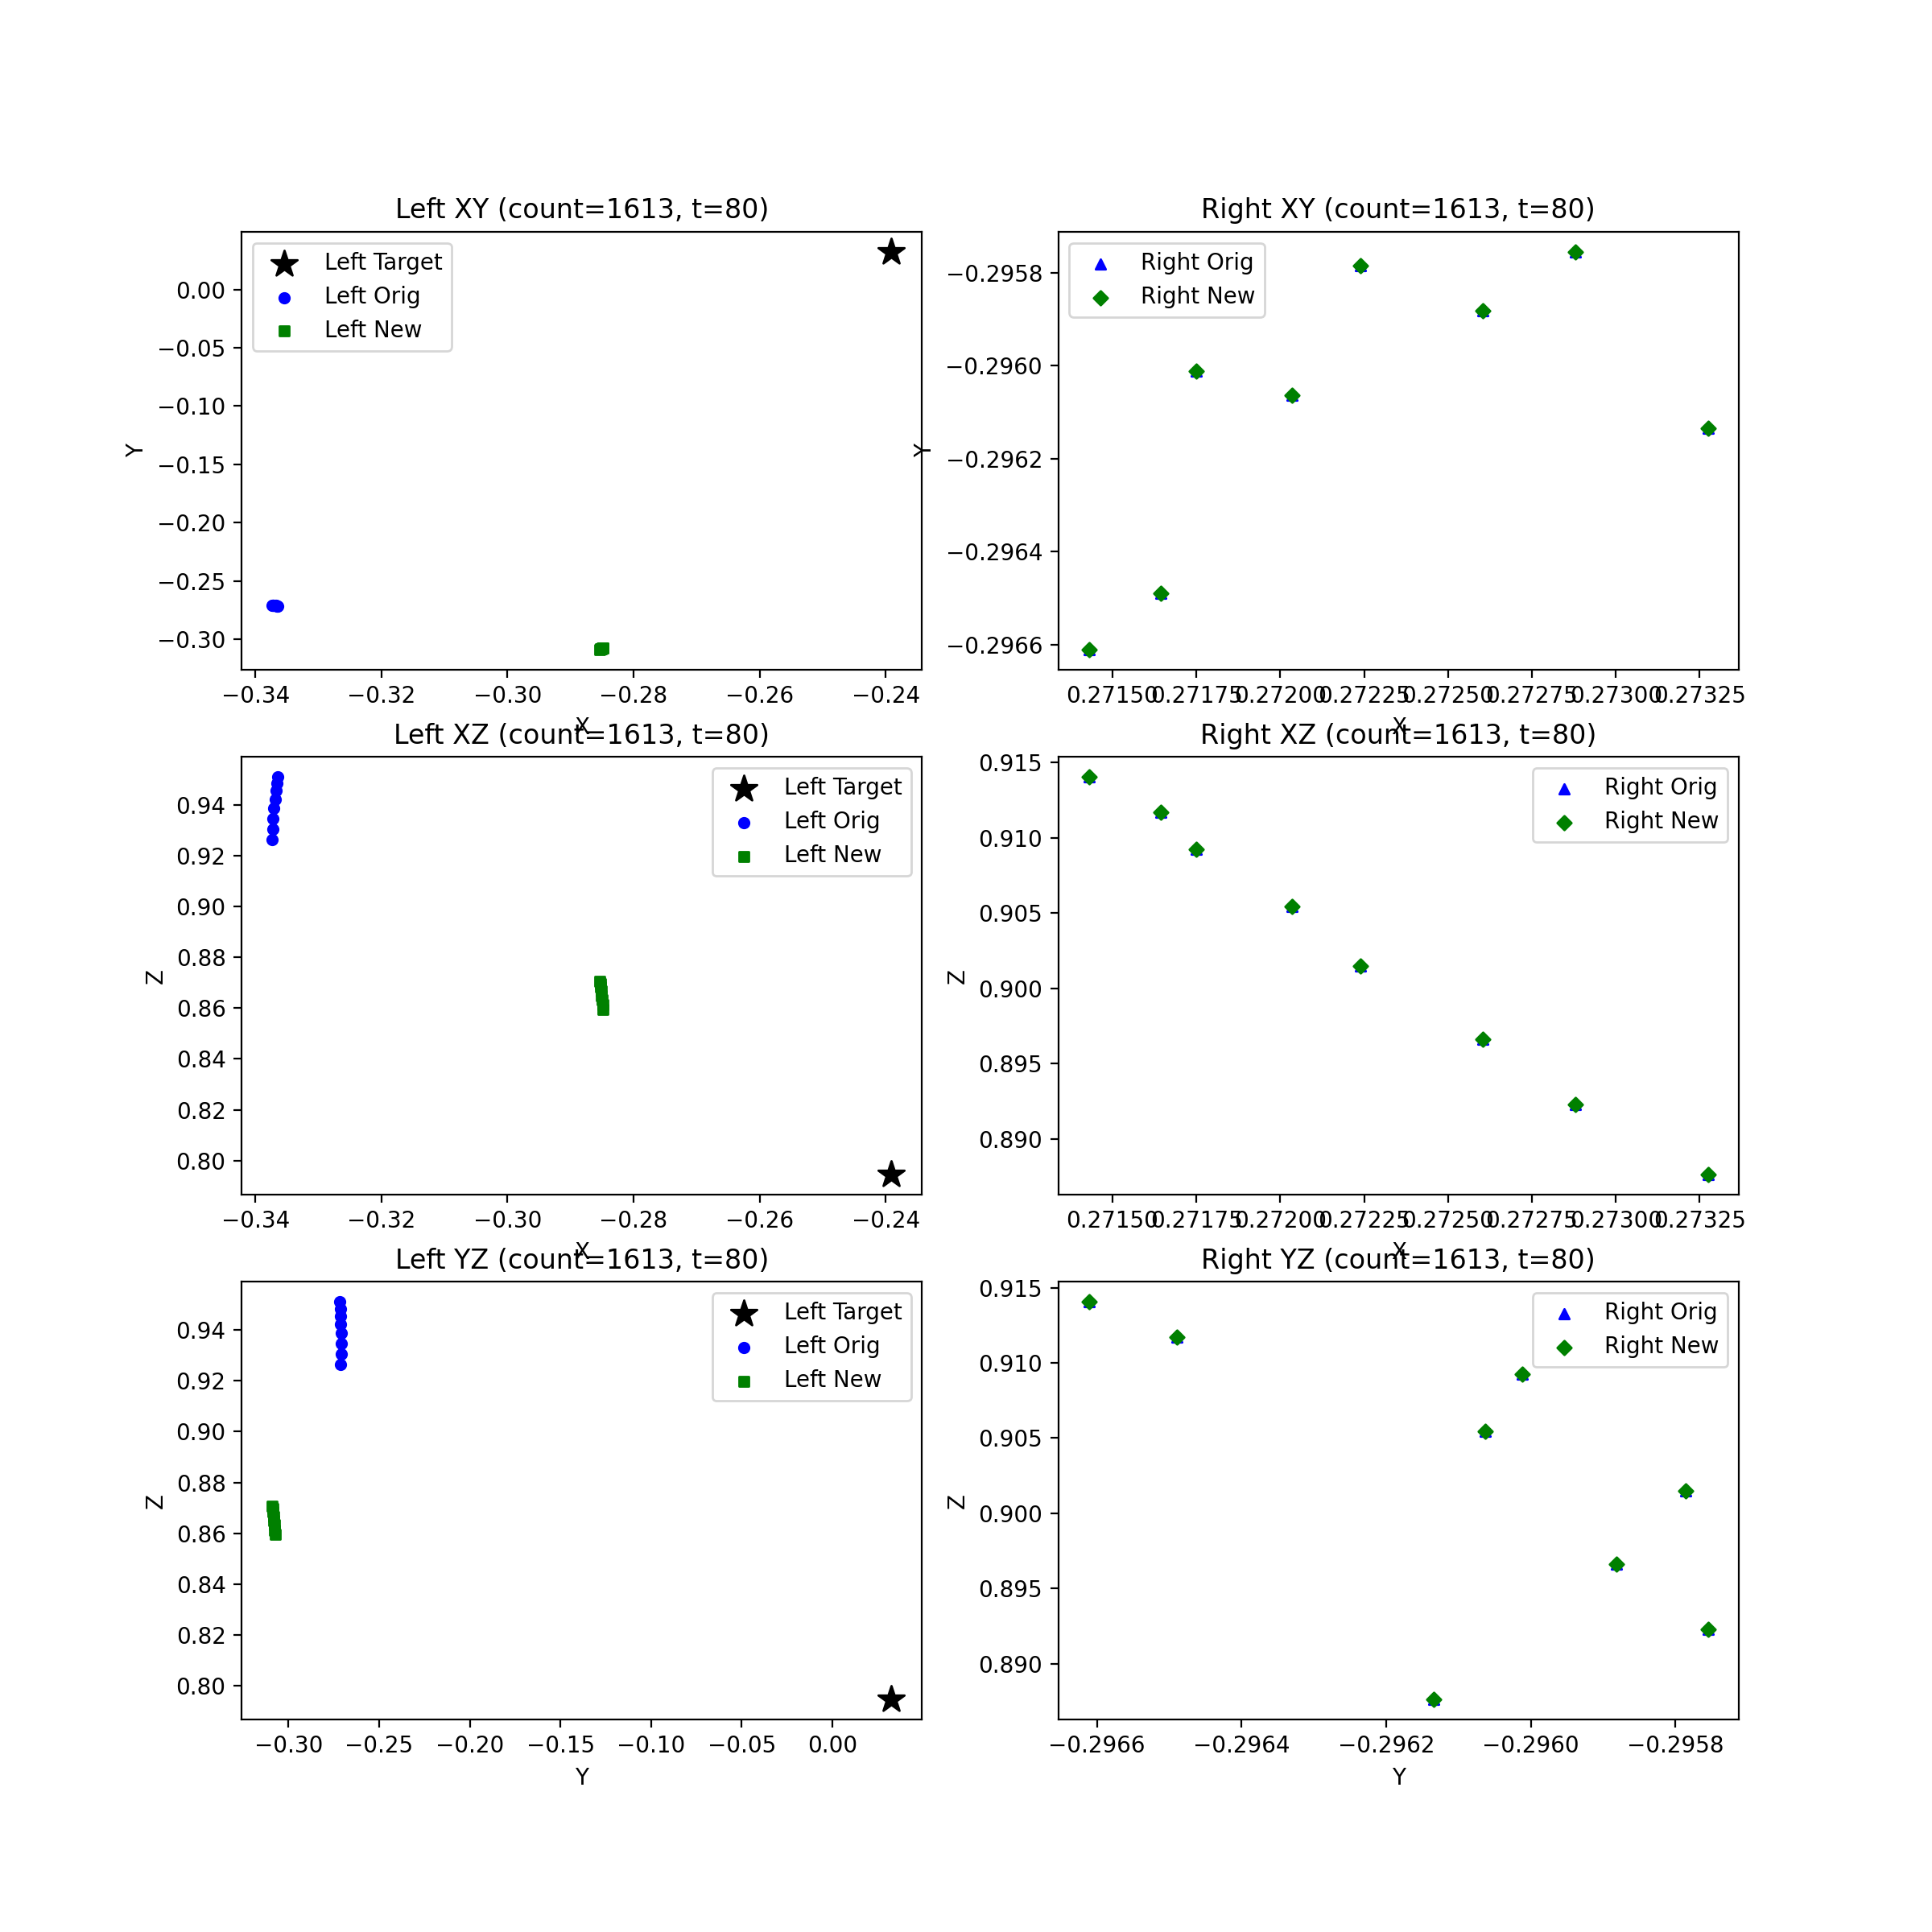 Left XY (count=1613, t=80)
Left Target
Left Orig
Left New
0.00
−0.05
−0.10
−0.15
−0.20
−0.25
−0.30
Y
−0.34 −0.32 −0.30 −0.28 −0.26 −0.24
X
Right XY (count=1613, t=80)
Right Orig
Right New
−0.2958
−0.2960
−0.2962
−0.2964
−0.2966
Y
0.27150 0.27175 0.27200 0.27225 0.27250 0.27275 0.27300 0.27325
X
Left XZ (count=1613, t=80)
Left Target
Left Orig
Left New
0.94
0.92
0.90
0.88
0.86
0.84
0.82
0.80
Z
−0.34 −0.32 −0.30 −0.28 −0.26 −0.24
X
Right XZ (count=1613, t=80)
Right Orig
Right New
0.915
0.910
0.905
0.900
0.895
0.890
Z
0.27150 0.27175 0.27200 0.27225 0.27250 0.27275 0.27300 0.27325
X
Left YZ (count=1613, t=80)
Left Target
Left Orig
Left New
0.94
0.92
0.90
0.88
0.86
0.84
0.82
0.80
Z
−0.30 −0.25 −0.20 −0.15 −0.10 −0.05 0.00
Y
Right YZ (count=1613, t=80)
Right Orig
Right New
0.915
0.910
0.905
0.900
0.895
0.890
Z
−0.2966 −0.2964 −0.2962 −0.2960 −0.2958
Y